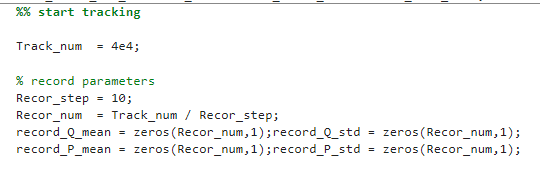 %% start tracking
Track_num  = 4e4;
% record parameters
Recor_step = 10;
Recor_num  = Track_num / Recor_step;
record_Q_mean = zeros(Recor_num,1);record_Q_std = zeros(Recor_num,1);
record_P_mean = zeros(Recor_num,1);record_P_std = zeros(Recor_num,1);